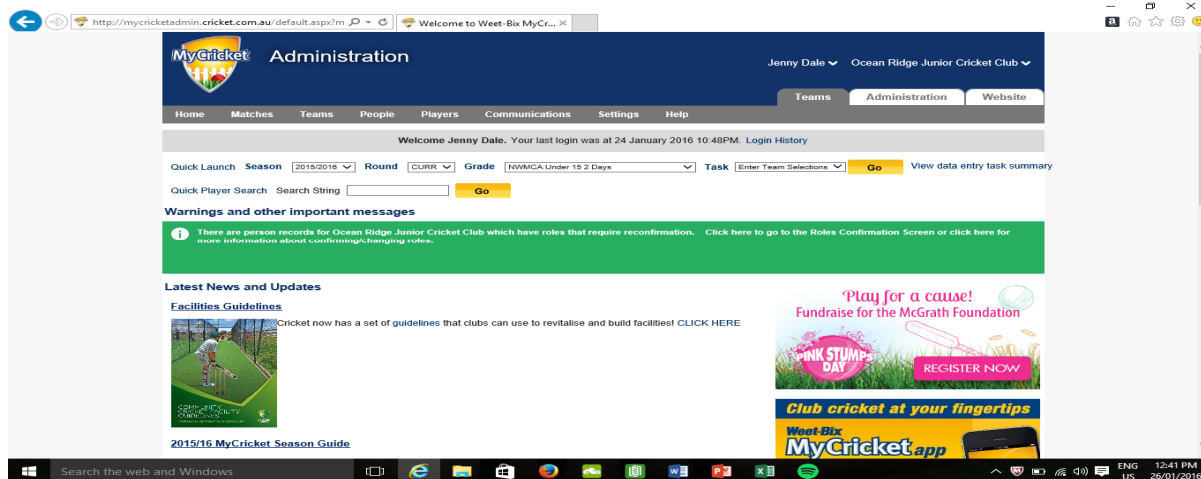 http://mycricketadmin.cricket.com.au/default.aspx?m
Welcome to Weet-Bix MyCr...
MyCricket Administration
Jenny Dale Ocean Ridge Junior Cricket Club
Teams Administration Website
Home Matches Teams People Players Communications Settings Help
Welcome Jenny Dale. Your last login was at 24 January 2016 10:48PM. Login History
Quick Launch Season 2015/2016 Round CURR Grade NWMCA:Under 15 2 Days Task Enter Team Selections Go View data entry task summary
Quick Player Search Search String Go
Warnings and other important messages
There are person records for Ocean Ridge Junior Cricket Club which have roles that require reconfirmation. Click here to go to the Roles Confirmation Screen or click here for
more information about confirming/changing roles.
Latest News and Updates
Facilities Guidelines
Cricket now has a set of guidelines that clubs can use to revitalise and build facilities! CLICK HERE
COMMUNITY
CRICKET FACILITY
GUIDELINES
2015/16 MyCricket Season Guide
Play for a cause!
Fundraise for the McGrath Foundation
PINK STUMPS
DAY
REGISTER NOW
Club cricket at your fingertips
Weet-Bix
MyCricket app
Search the web and Windows
ENG
US
12:41 PM
26/01/2016